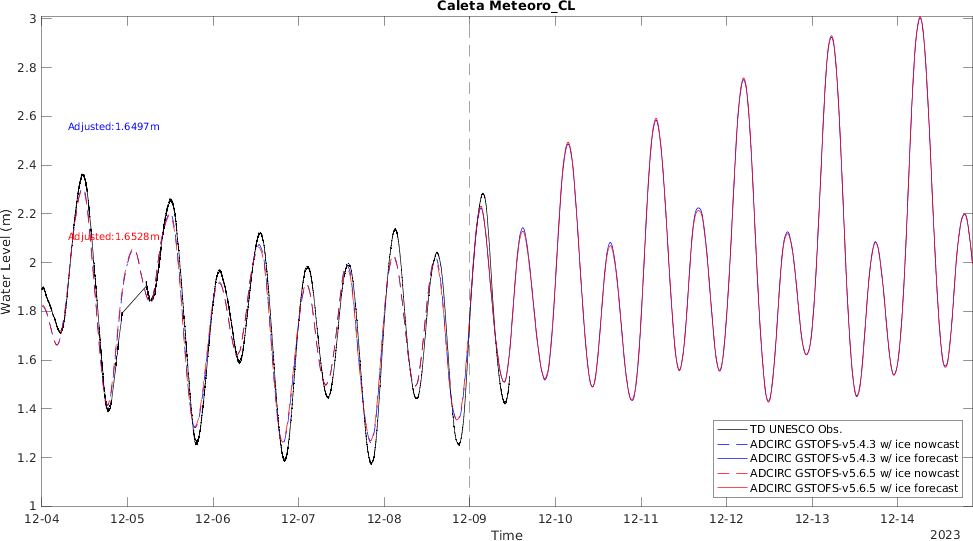 Caleta Meteoro_CL
3
2.8
2.6
2.4
2.2
2
1.8
1.6
1.4
1.2
1
Water Level (m)
Adjusted:1.6497m
Adjusted:1.6528m
TD UNESCO Obs.
ADCIRC GSTOFS-v5.4.3 w/ ice nowcast
ADCIRC GSTOFS-v5.4.3 w/ ice forecast
ADCIRC GSTOFS-v5.6.5 w/ ice nowcast
ADCIRC GSTOFS-v5.6.5 w/ ice forecast
12-04 12-05 12-06 12-07 12-08 12-09 12-10 12-11 12-12 12-13 12-14
Time
2023